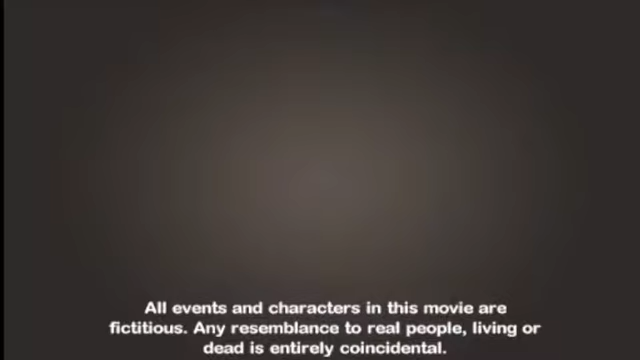 All events and characters in this movie are
fictitious. Any resemblance to real people, living or
dead is entirely coincidental.